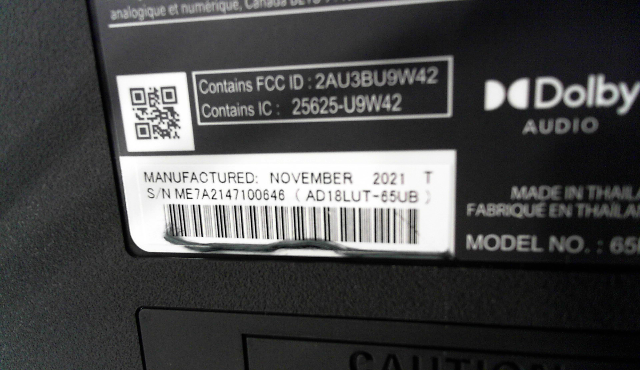 analogique et numérique, Canada
Contains FCC ID : 2AU3BU9W42
Contains IC : 25625-U9W42
Dolby
AUDIO
MANUFACTURED: NOVEMBER 2021 T
S/N ME7A2147100646 ( AD18LUT-65UB )
MADE IN THAILA
FABRIQUÉ EN THAILA
MODEL NO. : 65
CAUTION